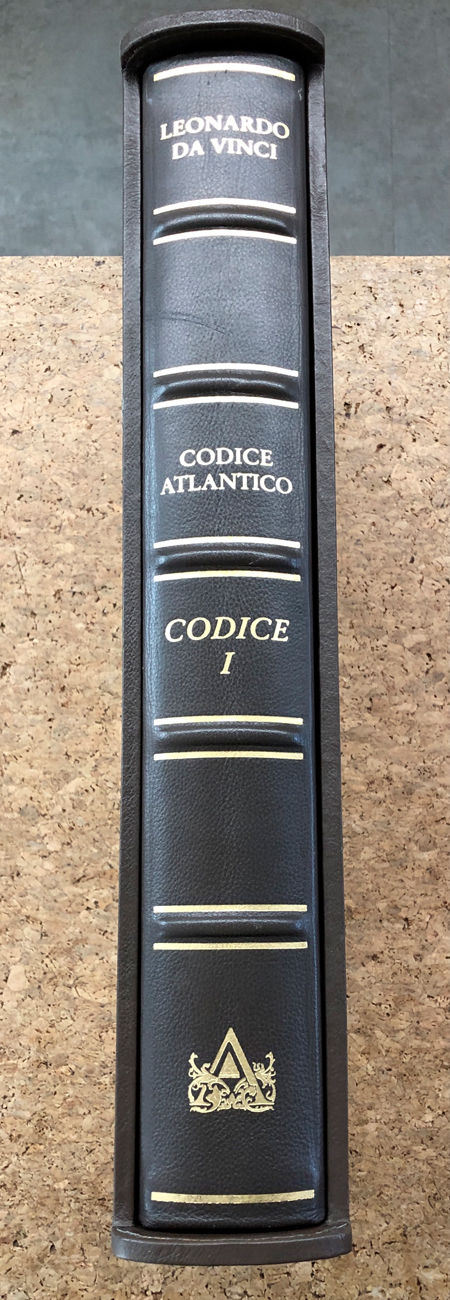 LEONARDO
DA VINCI
CODICE
ATLANTICO
CODICE
I
A